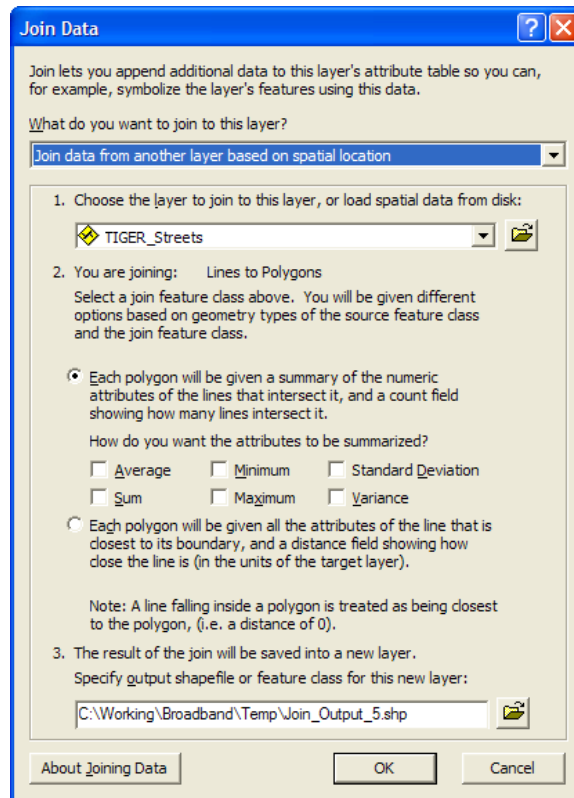 Join Data
Join lets you append additional data to this layer's attribute table so you can,
for example, symbolize the layer's features using this data.
What do you want to join to this layer?
Join data from another layer based on spatial location
1. Choose the layer to join to this layer, or load spatial data from disk:
TIGER_Streets
2. You are joining: Lines to Polygons
Select a join feature class above. You will be given different
options based on geometry types of the source feature class
and the join feature class.
Each polygon will be given a summary of the numeric
attributes of the lines that intersect it, and a count field
showing how many lines intersect it.
How do you want the attributes to be summarized?
Average Minimum Standard Deviation
Sum Maximum Variance
Each polygon will be given all the attributes of the line that is
closest to its boundary, and a distance field showing how
close the line is (in the units of the target layer).
Note: A line falling inside a polygon is treated as being closest
to the polygon, (i.e. a distance of 0).
3. The result of the join will be saved into a new layer.
Specify output shapefile or feature class for this new layer:
C:\Working\Broadband\Temp\Join_Output_5.shp
About Joining Data OK Cancel